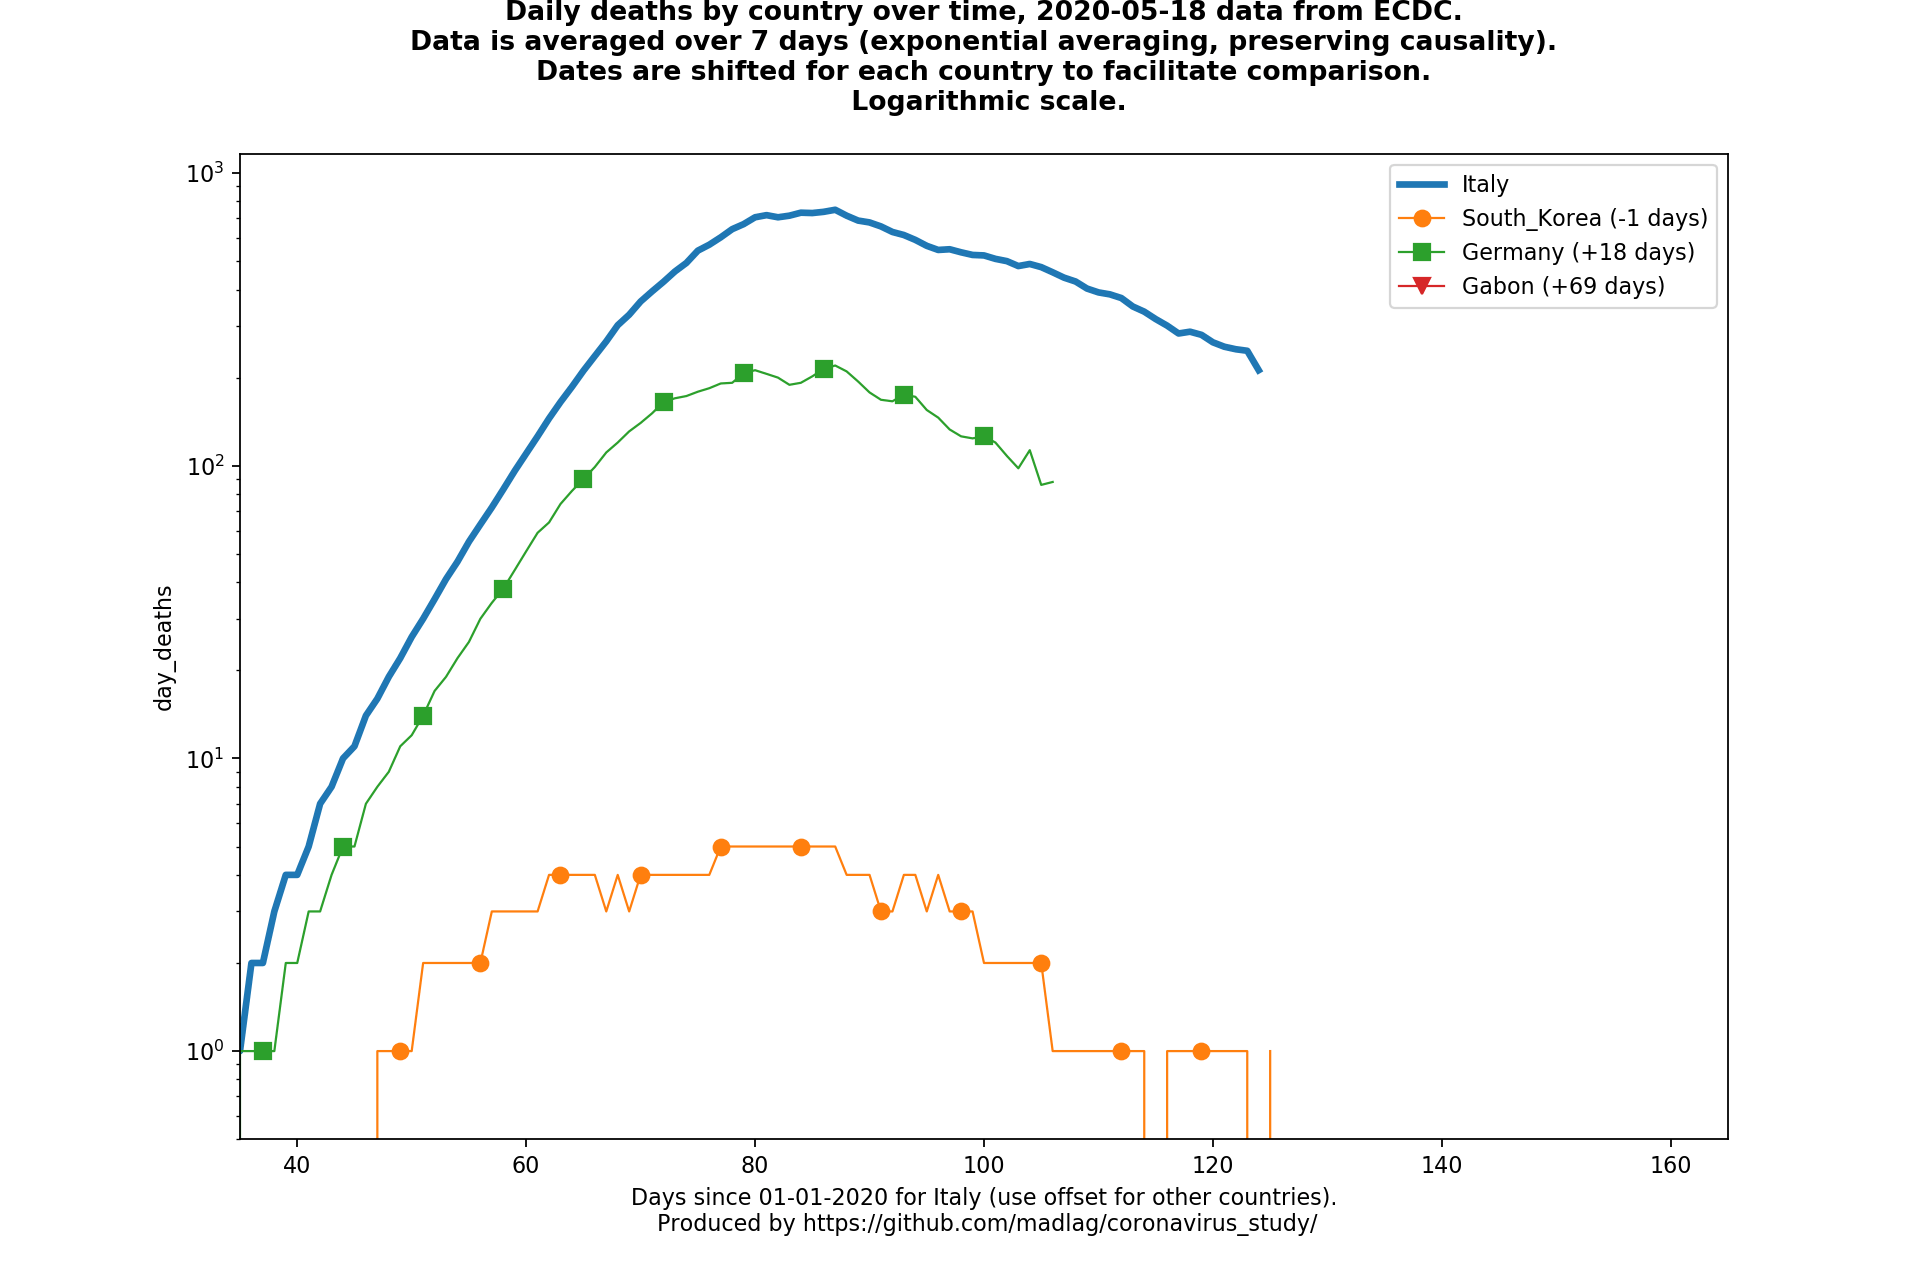 Daily deaths by country over time, 2020-05-18 data from ECDC.
Data is averaged over 7 days (exponential averaging, preserving causality).
Dates are shifted for each country to facilitate comparison.
Logarithmic scale.
10³
10²
10¹
10⁰
day_deaths
Italy
South_Korea (-1 days)
Germany (+18 days)
Gabon (+69 days)
40 60 80 100 120 140 160
Days since 01-01-2020 for Italy (use offset for other countries).
Produced by https://github.com/madlag/coronavirus_study/